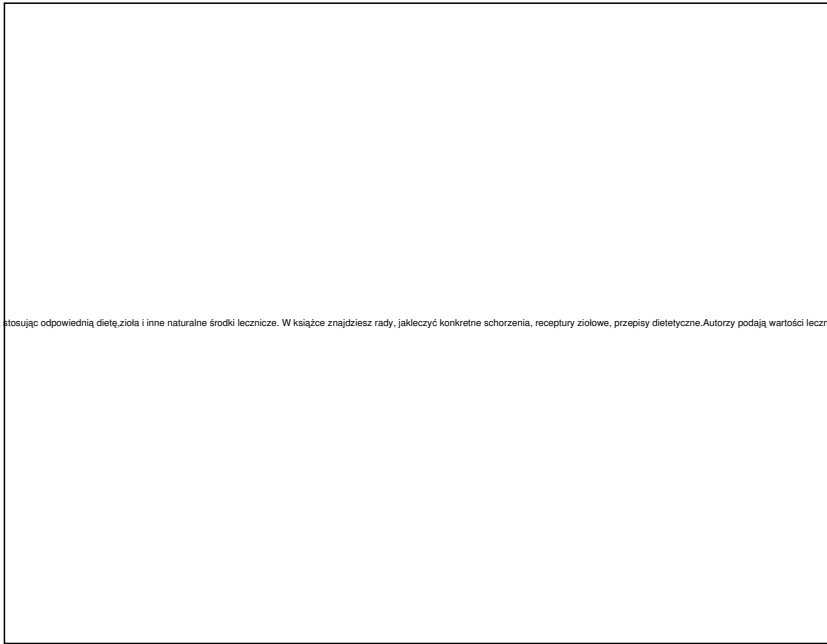 stosując odpowiednią dietę,zioła i inne naturalne środki lecznicze. W książce znajdziesz rady, jakleczyć konkretne schorzenia, receptury ziołowe, przepisy dietetyczne.Autorzy podają wartości